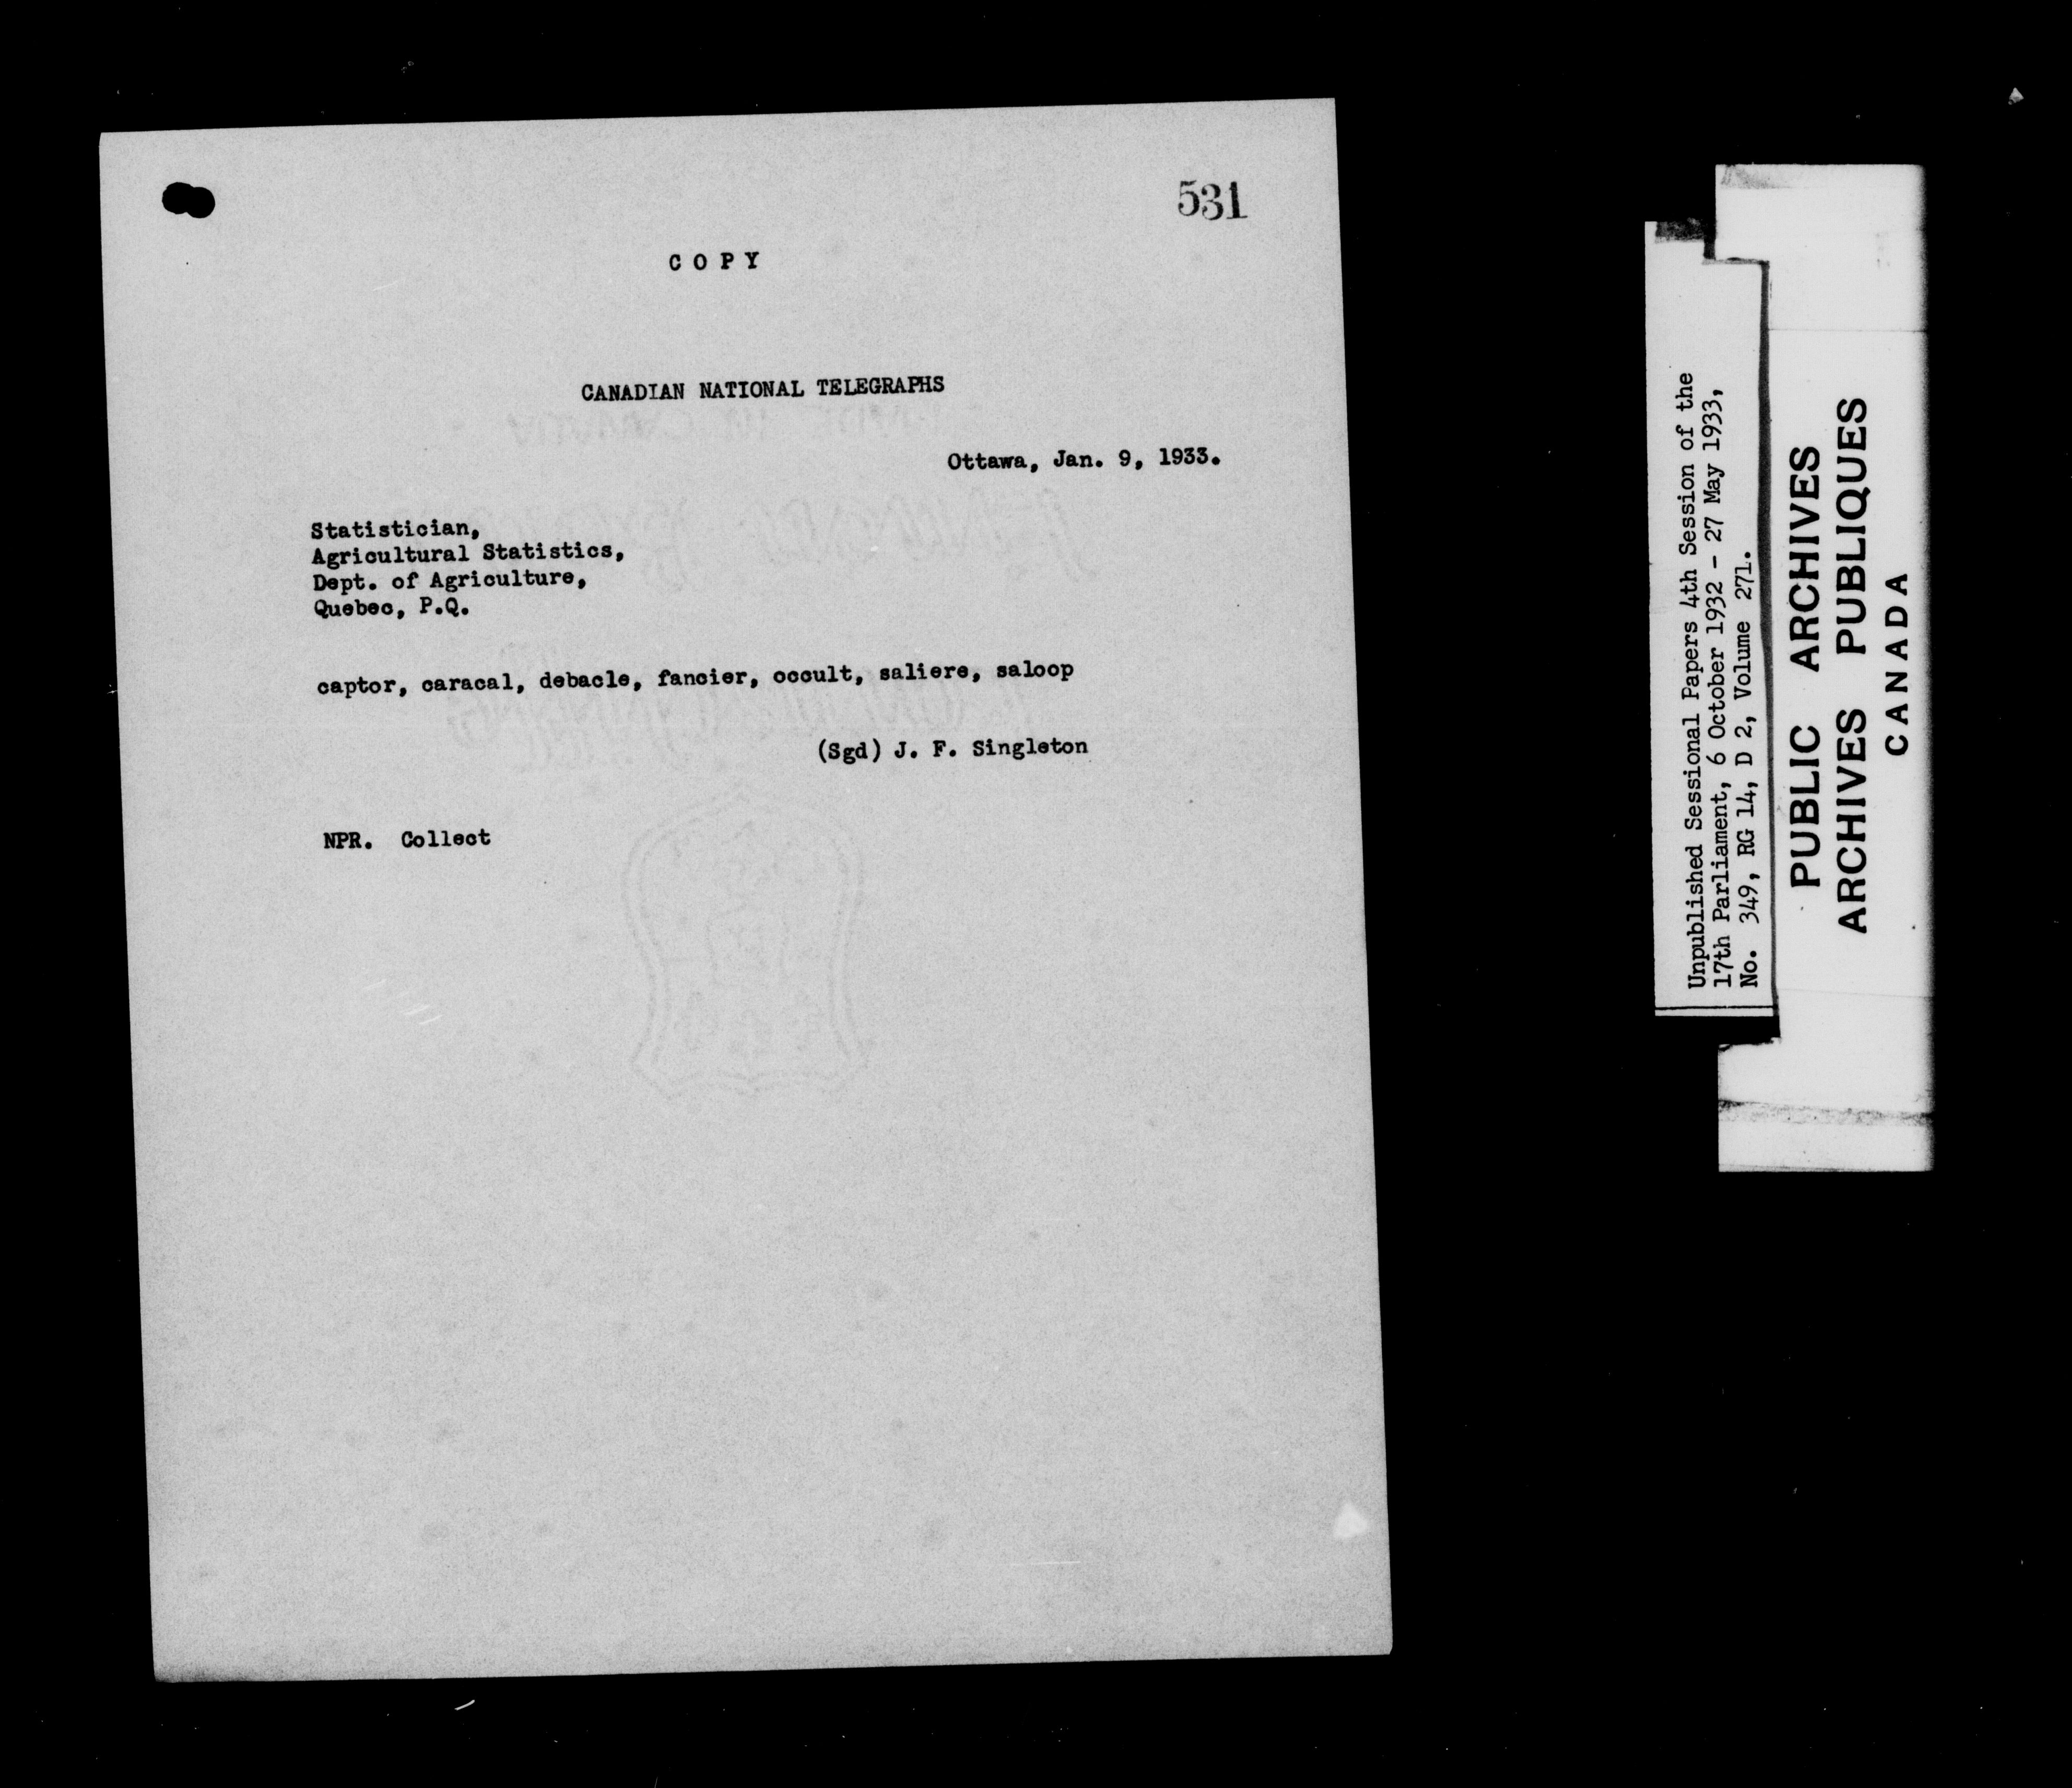 531
C O P Y
CANADIAN NATIONAL TELEGRAPHS
Ottawa, Jan. 9, 1933.
Statistician,
Agricultural Statistics,
Dept. of Agriculture,
Quebec, P.Q.
captor, caracal, debacle, fancier, occult, saliere, saloop
(Sgd) J. F. Singleton
NPR. Collect
Unpublished Sessional Papers 4th Session of the
17th Parliament, 6 October 1932 - 27 May 1933,
No. 349, RG 14, D 2, Volume 271.
PUBLIC ARCHIVES
ARCHIVES PUBLIQUES
CANADA